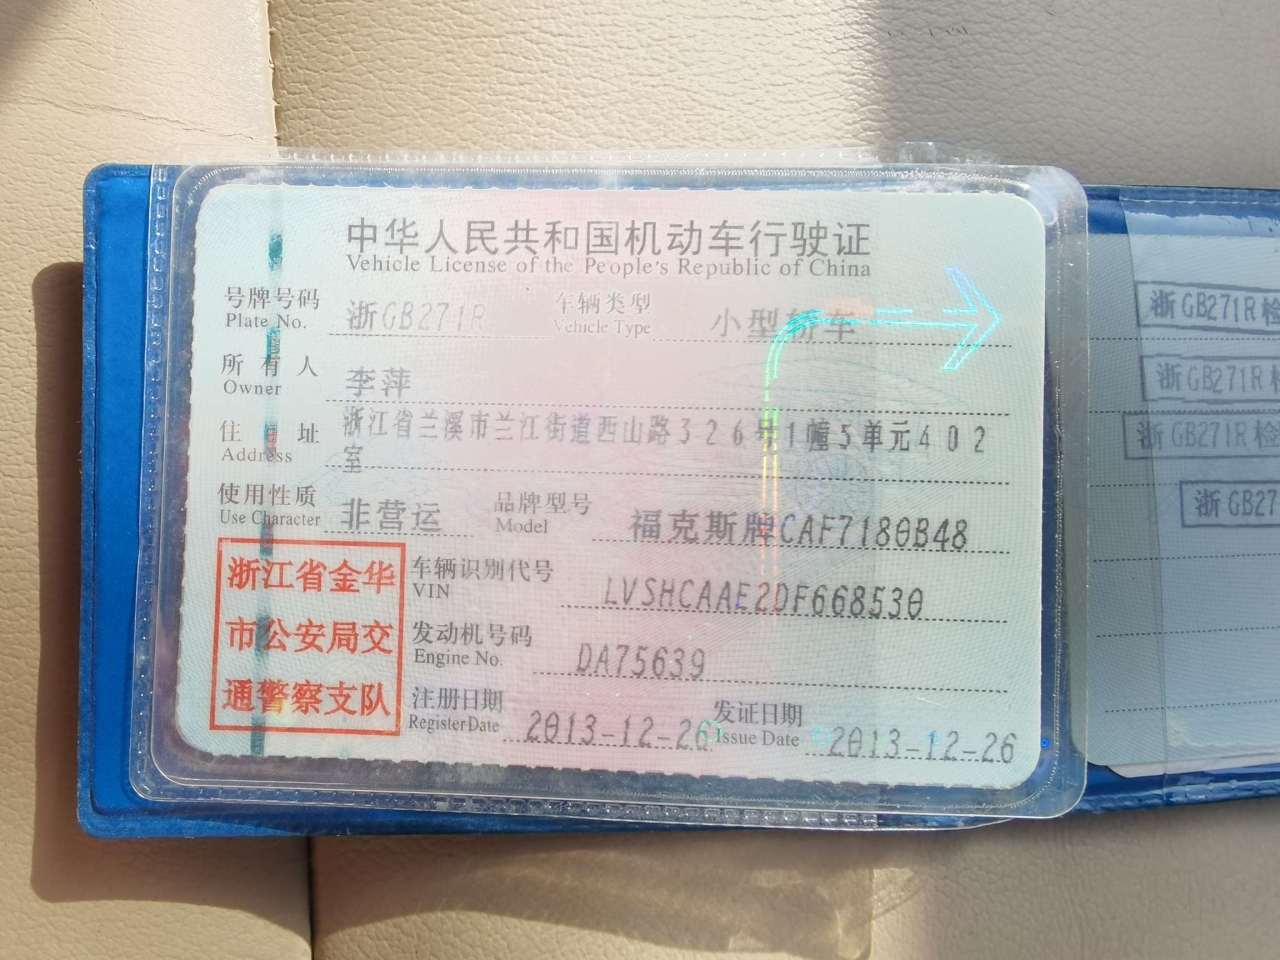 中华人民共和国机动车行驶证
Vehicle License of the People's Republic of China
号牌号码 浙GB271R 车辆类型 小型轿车
Plate No. Vehicle Type
所有人 李萍
Owner
住址 浙江省兰溪市兰江街道西山路326号1幢5单元402
Address 室
使用性质 非营运 品牌型号 福克斯牌CAF7180B48
Use Character Model
浙江省金华
市公安局交
通警察支队
车辆识别代号 LVSHCAAE2DF668530
VIN
发动机号码 DA75639
Engine No.
注册日期 2013-12-26 发证日期 2013-12-26
Register Date Issue Date
浙GB271R检
浙GB271R
浙GB271R检
浙GB27